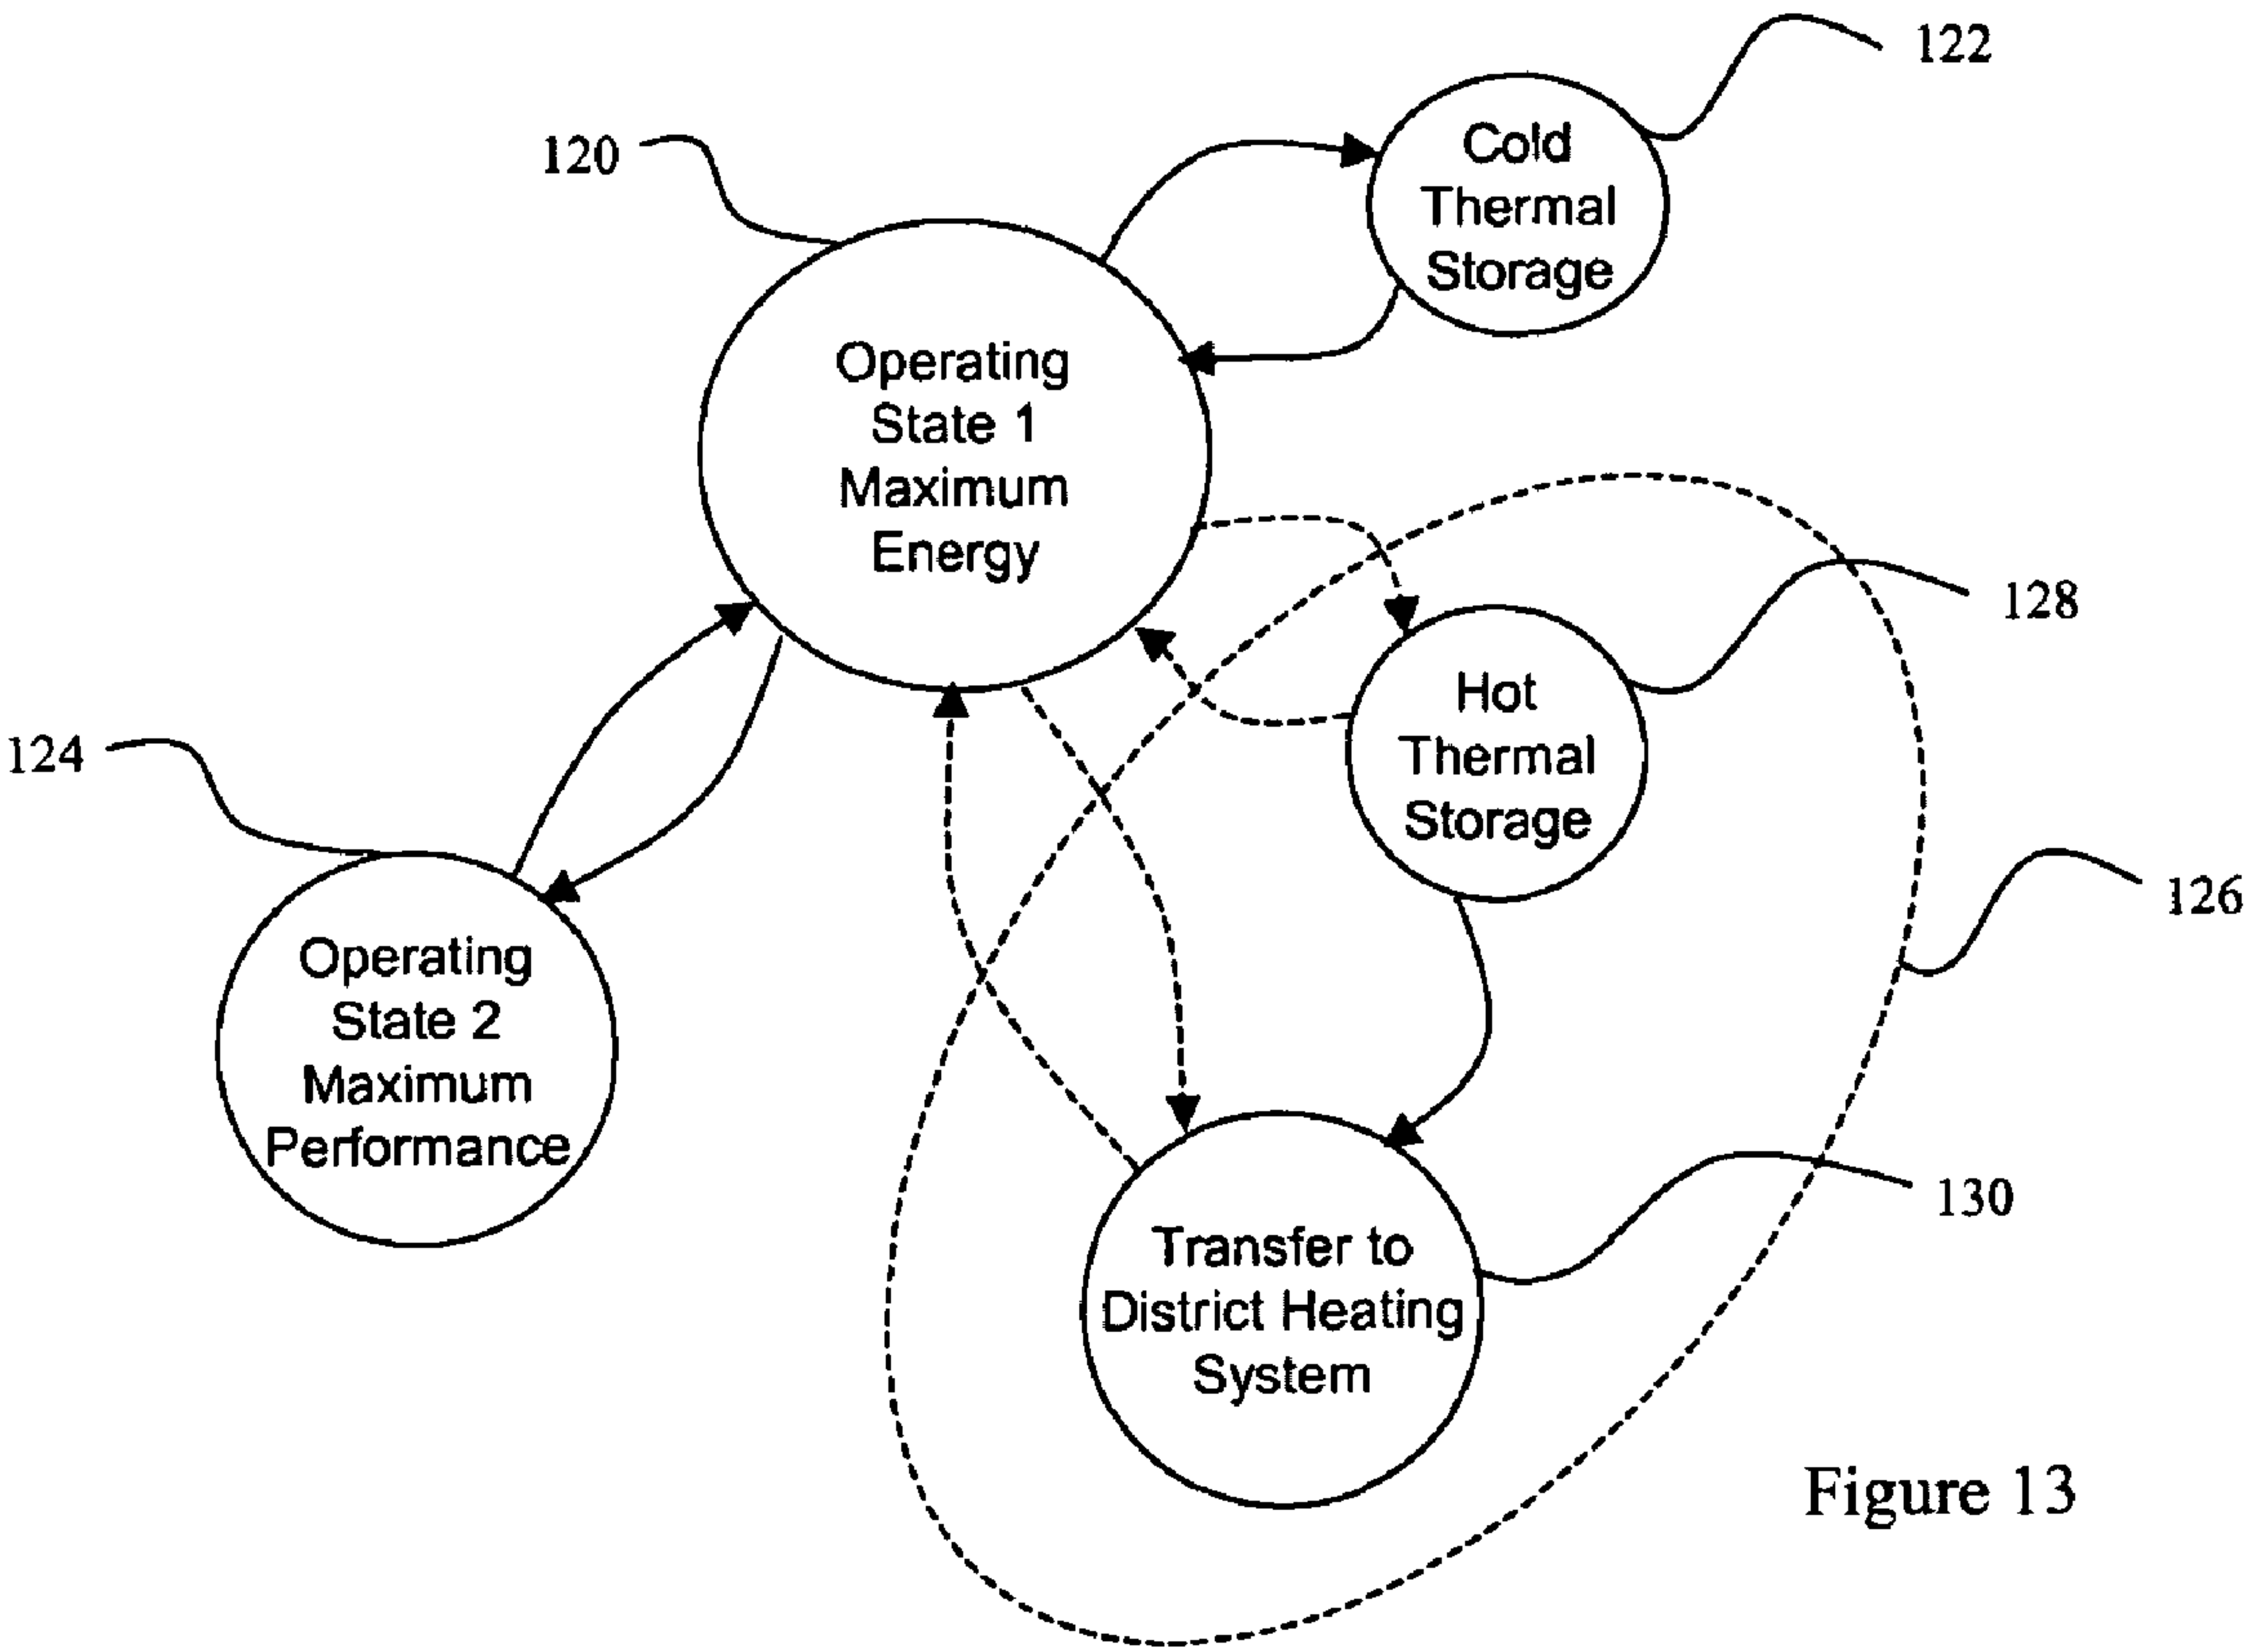 122
120
Cold
Thermal
Storage
Operating
State 1
Maximum
Energy
128
Hot
Thermal
Storage
124
126
Operating
State 2
Maximum
Performance
130
Transfer to
District Heating
System
Figure 13